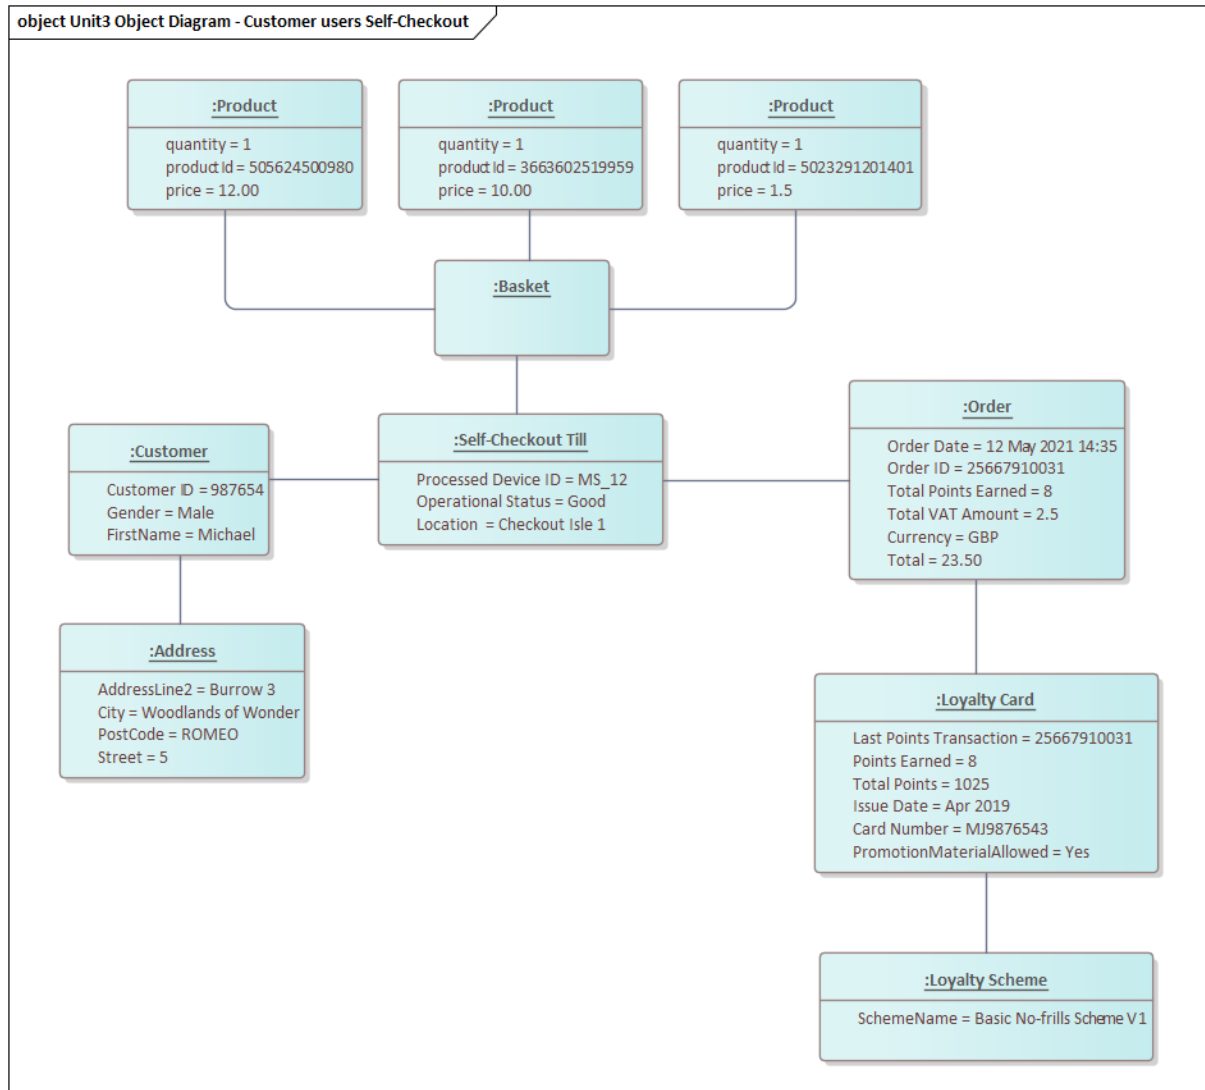 object Unit3 Object Diagram - Customer users Self-Checkout
:Product
quantity = 1
productId = 505624500980
price = 12.00
:Product
quantity = 1
productId = 3663602519959
price = 10.00
:Product
quantity = 1
productId = 5023291201401
price = 1.5
:Basket
:Customer
Customer ID = 987654
Gender = Male
FirstName = Michael
:Self-Checkout Till
Processed Device ID = MS_12
Operational Status = Good
Location  = Checkout Isle 1
:Order
Order Date = 12 May 2021 14:35
Order ID = 25667910031
Total Points Earned = 8
Total VAT Amount = 2.5
Currency = GBP
Total = 23.50
:Address
AddressLine2 = Burrow 3
City = Woodlands of Wonder
PostCode = ROMEO
Street = 5
:Loyalty Card
Last Points Transaction = 25667910031
Points Earned = 8
Total Points = 1025
Issue Date = Apr 2019
Card Number = MJ9876543
PromotionMaterialAllowed = Yes
:Loyalty Scheme
SchemeName = Basic No-frills Scheme V1